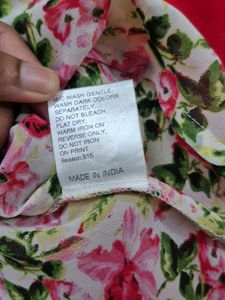 M/C WASH GENTLE.
WASH DARK COLORS
SEPARATELY.
DO NOT BLEACH.
FLAT DRY.
WARM IRON ON
REVERSE ONLY.
DO NOT IRON
ON PRINT
Season:S15
MADE IN INDIA